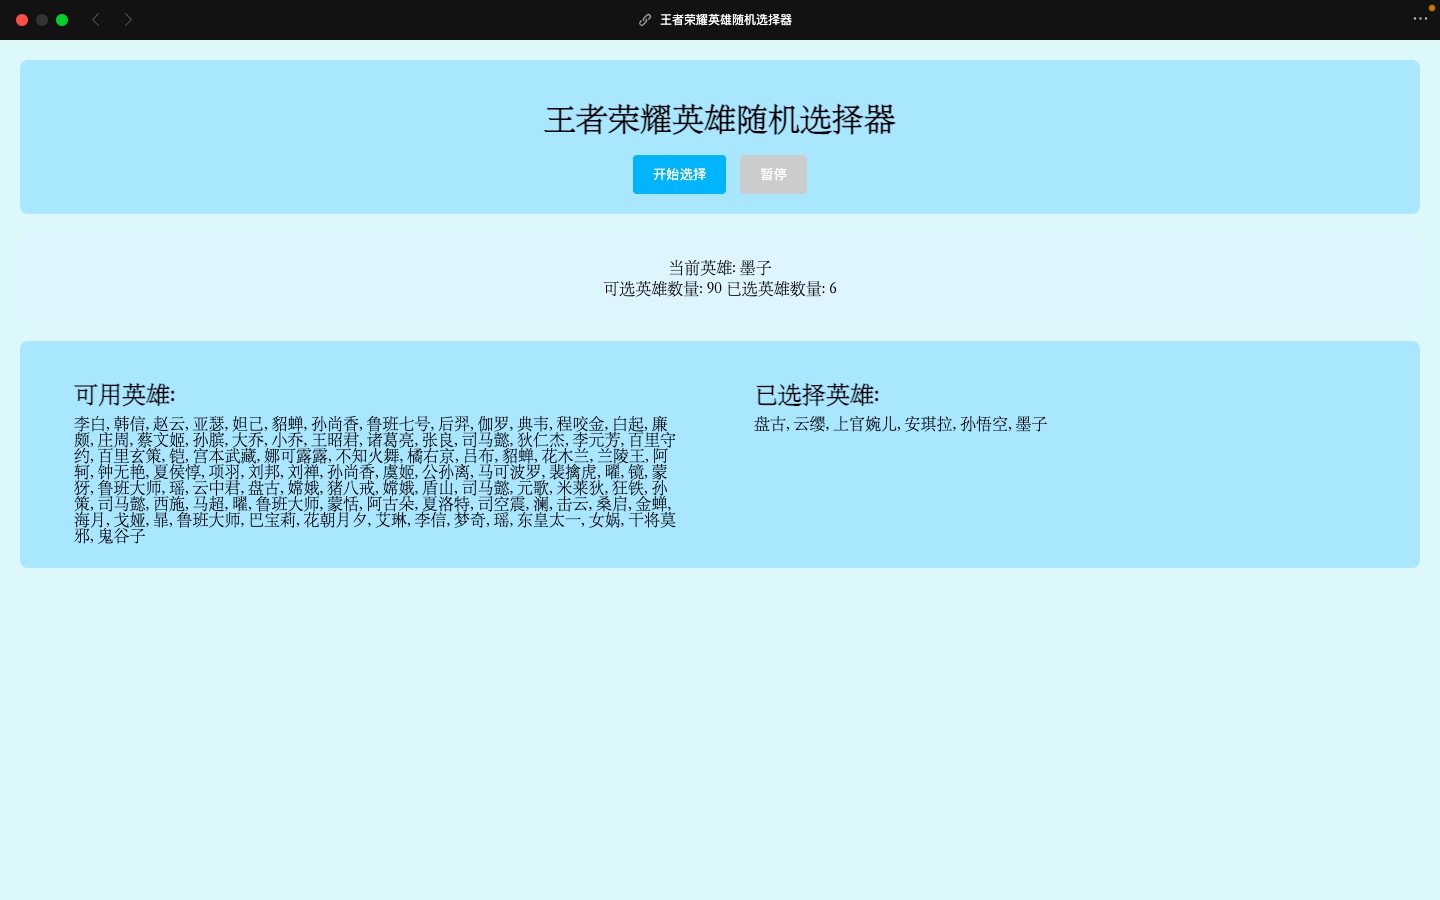 王者荣耀英雄随机选择器
王者荣耀英雄随机选择器
开始选择 暂停
当前英雄: 墨子
可选英雄数量: 90 已选英雄数量: 6
可用英雄:
李白, 韩信, 赵云, 亚瑟, 妲己, 貂蝉, 孙尚香, 鲁班七号, 后羿, 伽罗, 典韦, 程咬金, 白起, 廉
颇, 庄周, 蔡文姬, 孙膑, 大乔, 小乔, 王昭君, 诸葛亮, 张良, 司马懿, 狄仁杰, 李元芳, 百里守
约, 百里玄策, 铠, 宫本武藏, 娜可露露, 不知火舞, 橘右京, 吕布, 貂蝉, 花木兰, 兰陵王, 阿
轲, 钟无艳, 夏侯惇, 项羽, 刘邦, 刘禅, 孙尚香, 虞姬, 公孙离, 马可波罗, 裴擒虎, 曜, 镜, 蒙
犽, 鲁班大师, 瑶, 云中君, 盘古, 嫦娥, 猪八戒, 嫦娥, 盾山, 司马懿, 元歌, 米莱狄, 狂铁, 孙
策, 司马懿, 西施, 马超, 曜, 鲁班大师, 蒙恬, 阿古朵, 夏洛特, 司空震, 澜, 击云, 桑启, 金蝉,
海月, 戈娅, 暃, 鲁班大师, 巴宝莉, 花朝月夕, 艾琳, 李信, 梦奇, 瑶, 东皇太一, 女娲, 干将莫
邪, 鬼谷子
已选择英雄:
盘古, 云缨, 上官婉儿, 安琪拉, 孙悟空, 墨子